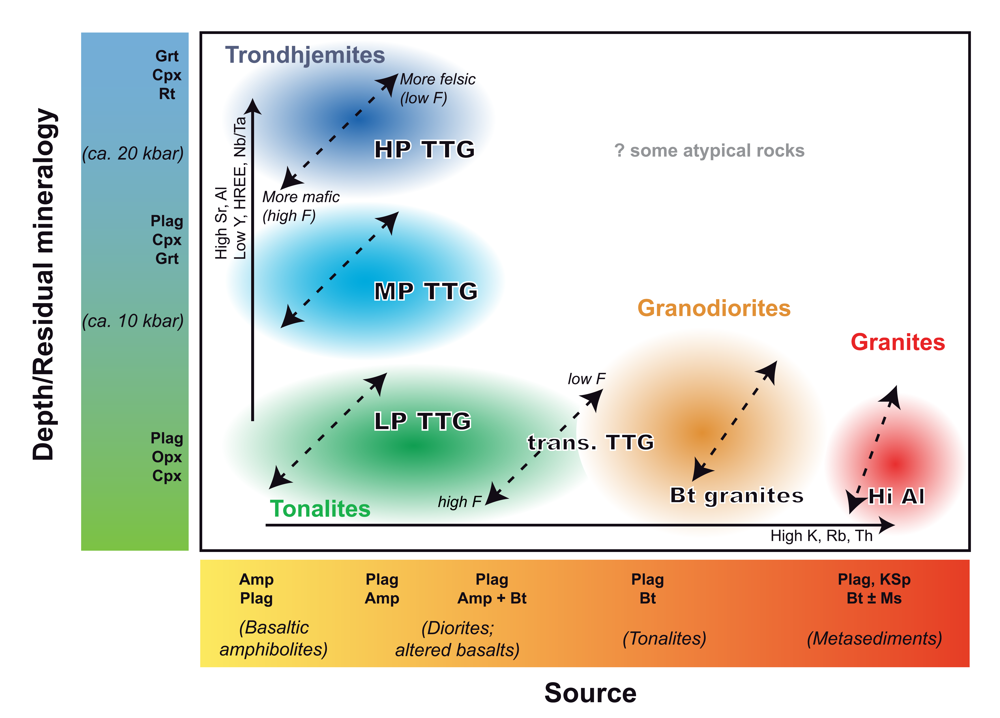 Depth/Residual mineralogy
Grt
Cpx
Rt
(ca. 20 kbar)
Plag
Cpx
Grt
(ca. 10 kbar)
Plag
Opx
Cpx
Trondhjemites
More felsic
(low F)
HP TTG
High Sr, Al
Low Y, HREE, Nb/Ta
More mafic
(high F)
? some atypical rocks
MP TTG
Granodiorites
Granites
low F
LP TTG
trans. TTG
high F
Tonalites
Bt granites
Hi Al
High K, Rb, Th
Amp
Plag
(Basaltic
amphibolites)
Plag
Amp
Plag
Amp + Bt
(Diorites;
altered basalts)
Plag
Bt
(Tonalites)
Plag, KSp
Bt ± Ms
(Metasediments)
Source